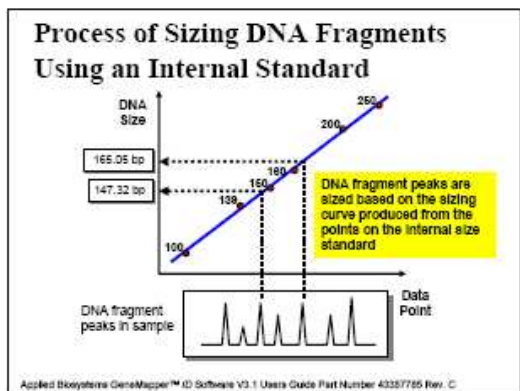 Process of Sizing DNA Fragments
Using an Internal Standard
DNA
Size
250
200
165.05 bp
160
150
147.32 bp
139
100
DNA fragment peaks are
sized based on the sizing
curve produced from the
points on the internal size
standard
DNA fragment
peaks in sample
Data
Point
Applied Biosystems GeneMapper™ ID Software V3.1 Users Guide Part Number 43387785 Rev. C